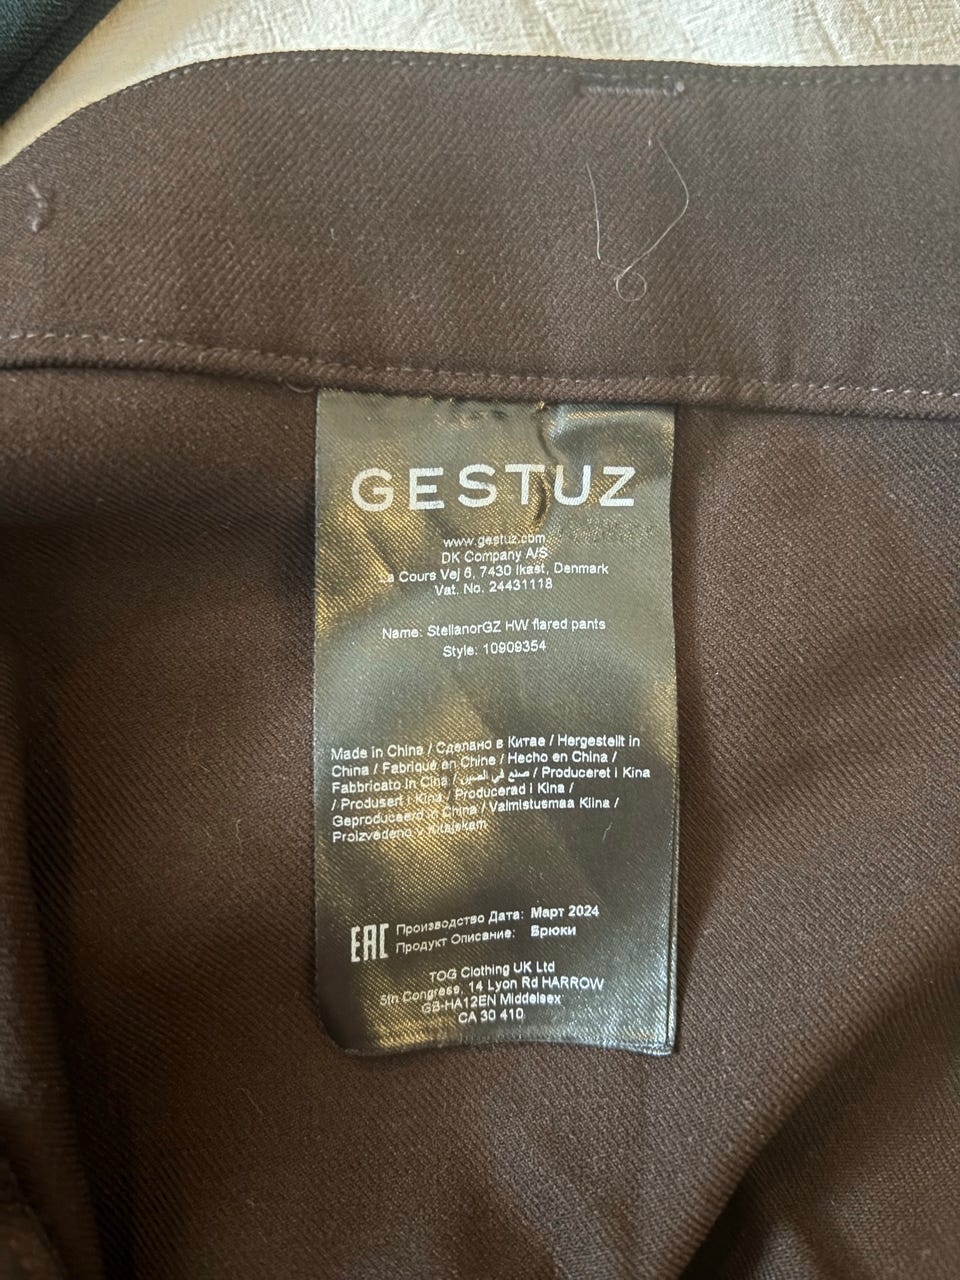 GESTUZ
www.gestuz.com
DK Company A/S
La Cours Vej 6, 7430 Ikast, Denmark
Vat. No. 24431118
Name: StellanorGZ HW flared pants
Style: 10909354
Made in China / Сделано в Китае / Hergestellt in
China / Fabriqué en Chine / Hecho en China /
Fabbricato in Cina / صنع في الصين / Produceret i Kina
/ Produsert i Kina / Producerad i Kina /
Geproduceerd in China / Valmistusmaa Kiina /
Proizvedeno v Kitajskem
EAC
Производство Дата: Март 2024
Продукт Описание: Брюки
TOG Clothing UK Ltd
5th Congress, 14 Lyon Rd HARROW
GB-HA12EN Middelsex
CA 30 410